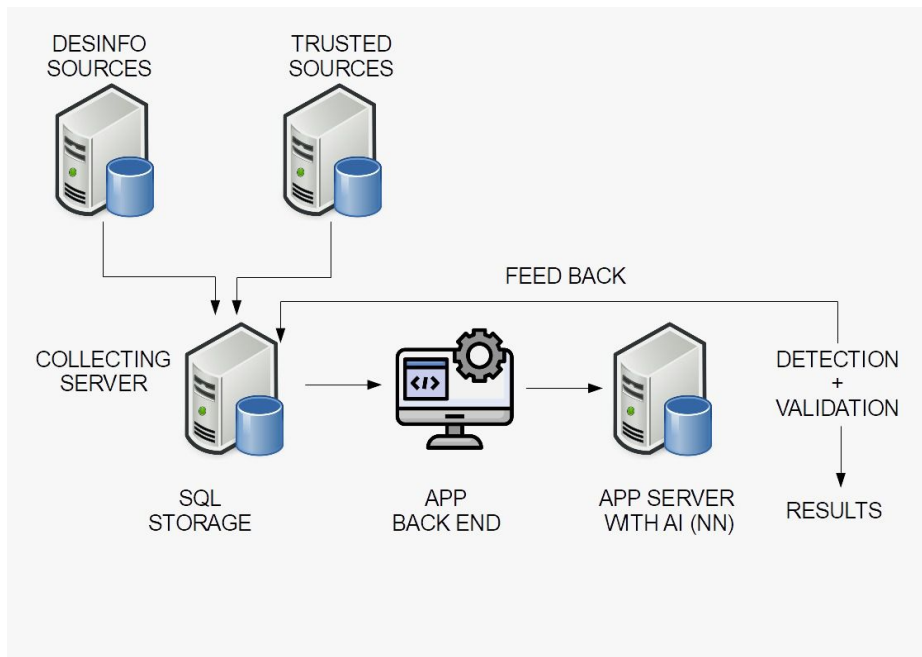 DESINFO
SOURCES
TRUSTED
SOURCES
FEED BACK
COLLECTING
SERVER
</>
DETECTION
+
VALIDATION
SQL
STORAGE
APP
BACK END
APP SERVER
WITH AI (NN)
RESULTS